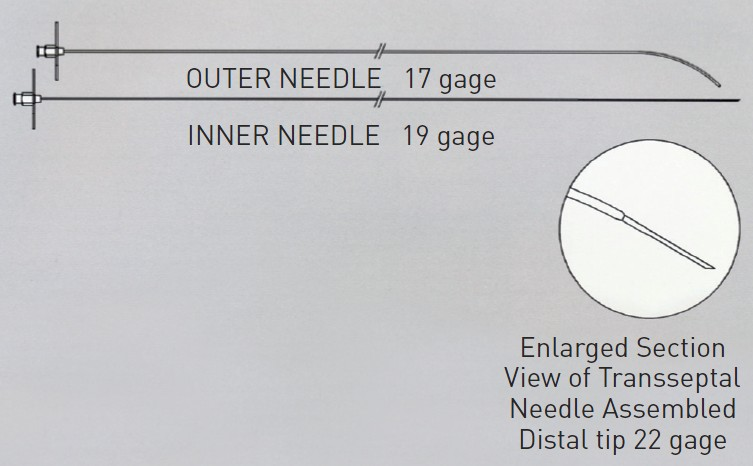 OUTER NEEDLE 17 gage
INNER NEEDLE 19 gage
Enlarged Section
View of Transseptal
Needle Assembled
Distal tip 22 gage